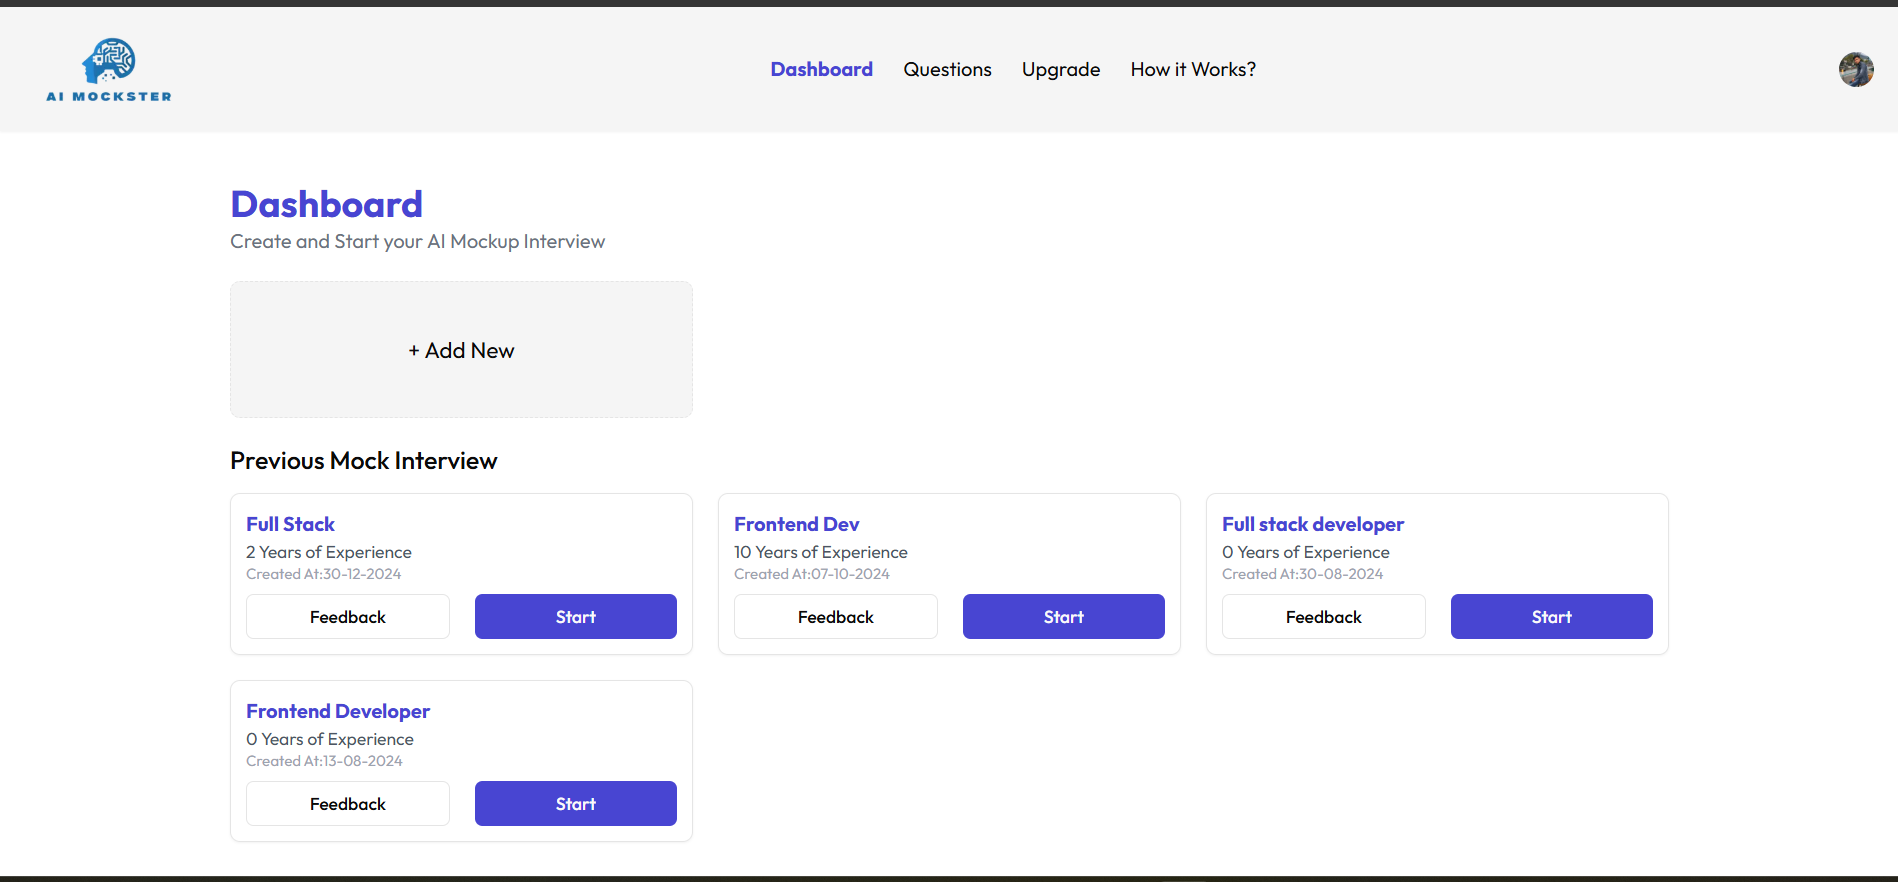 AI MOCKSTER
Dashboard Questions Upgrade How it Works?
Dashboard
Create and Start your AI Mockup Interview
+ Add New
Previous Mock Interview
Full Stack
2 Years of Experience
Created At:30-12-2024
Feedback Start
Frontend Dev
10 Years of Experience
Created At:07-10-2024
Feedback Start
Full stack developer
0 Years of Experience
Created At:30-08-2024
Feedback Start
Frontend Developer
0 Years of Experience
Created At:13-08-2024
Feedback Start